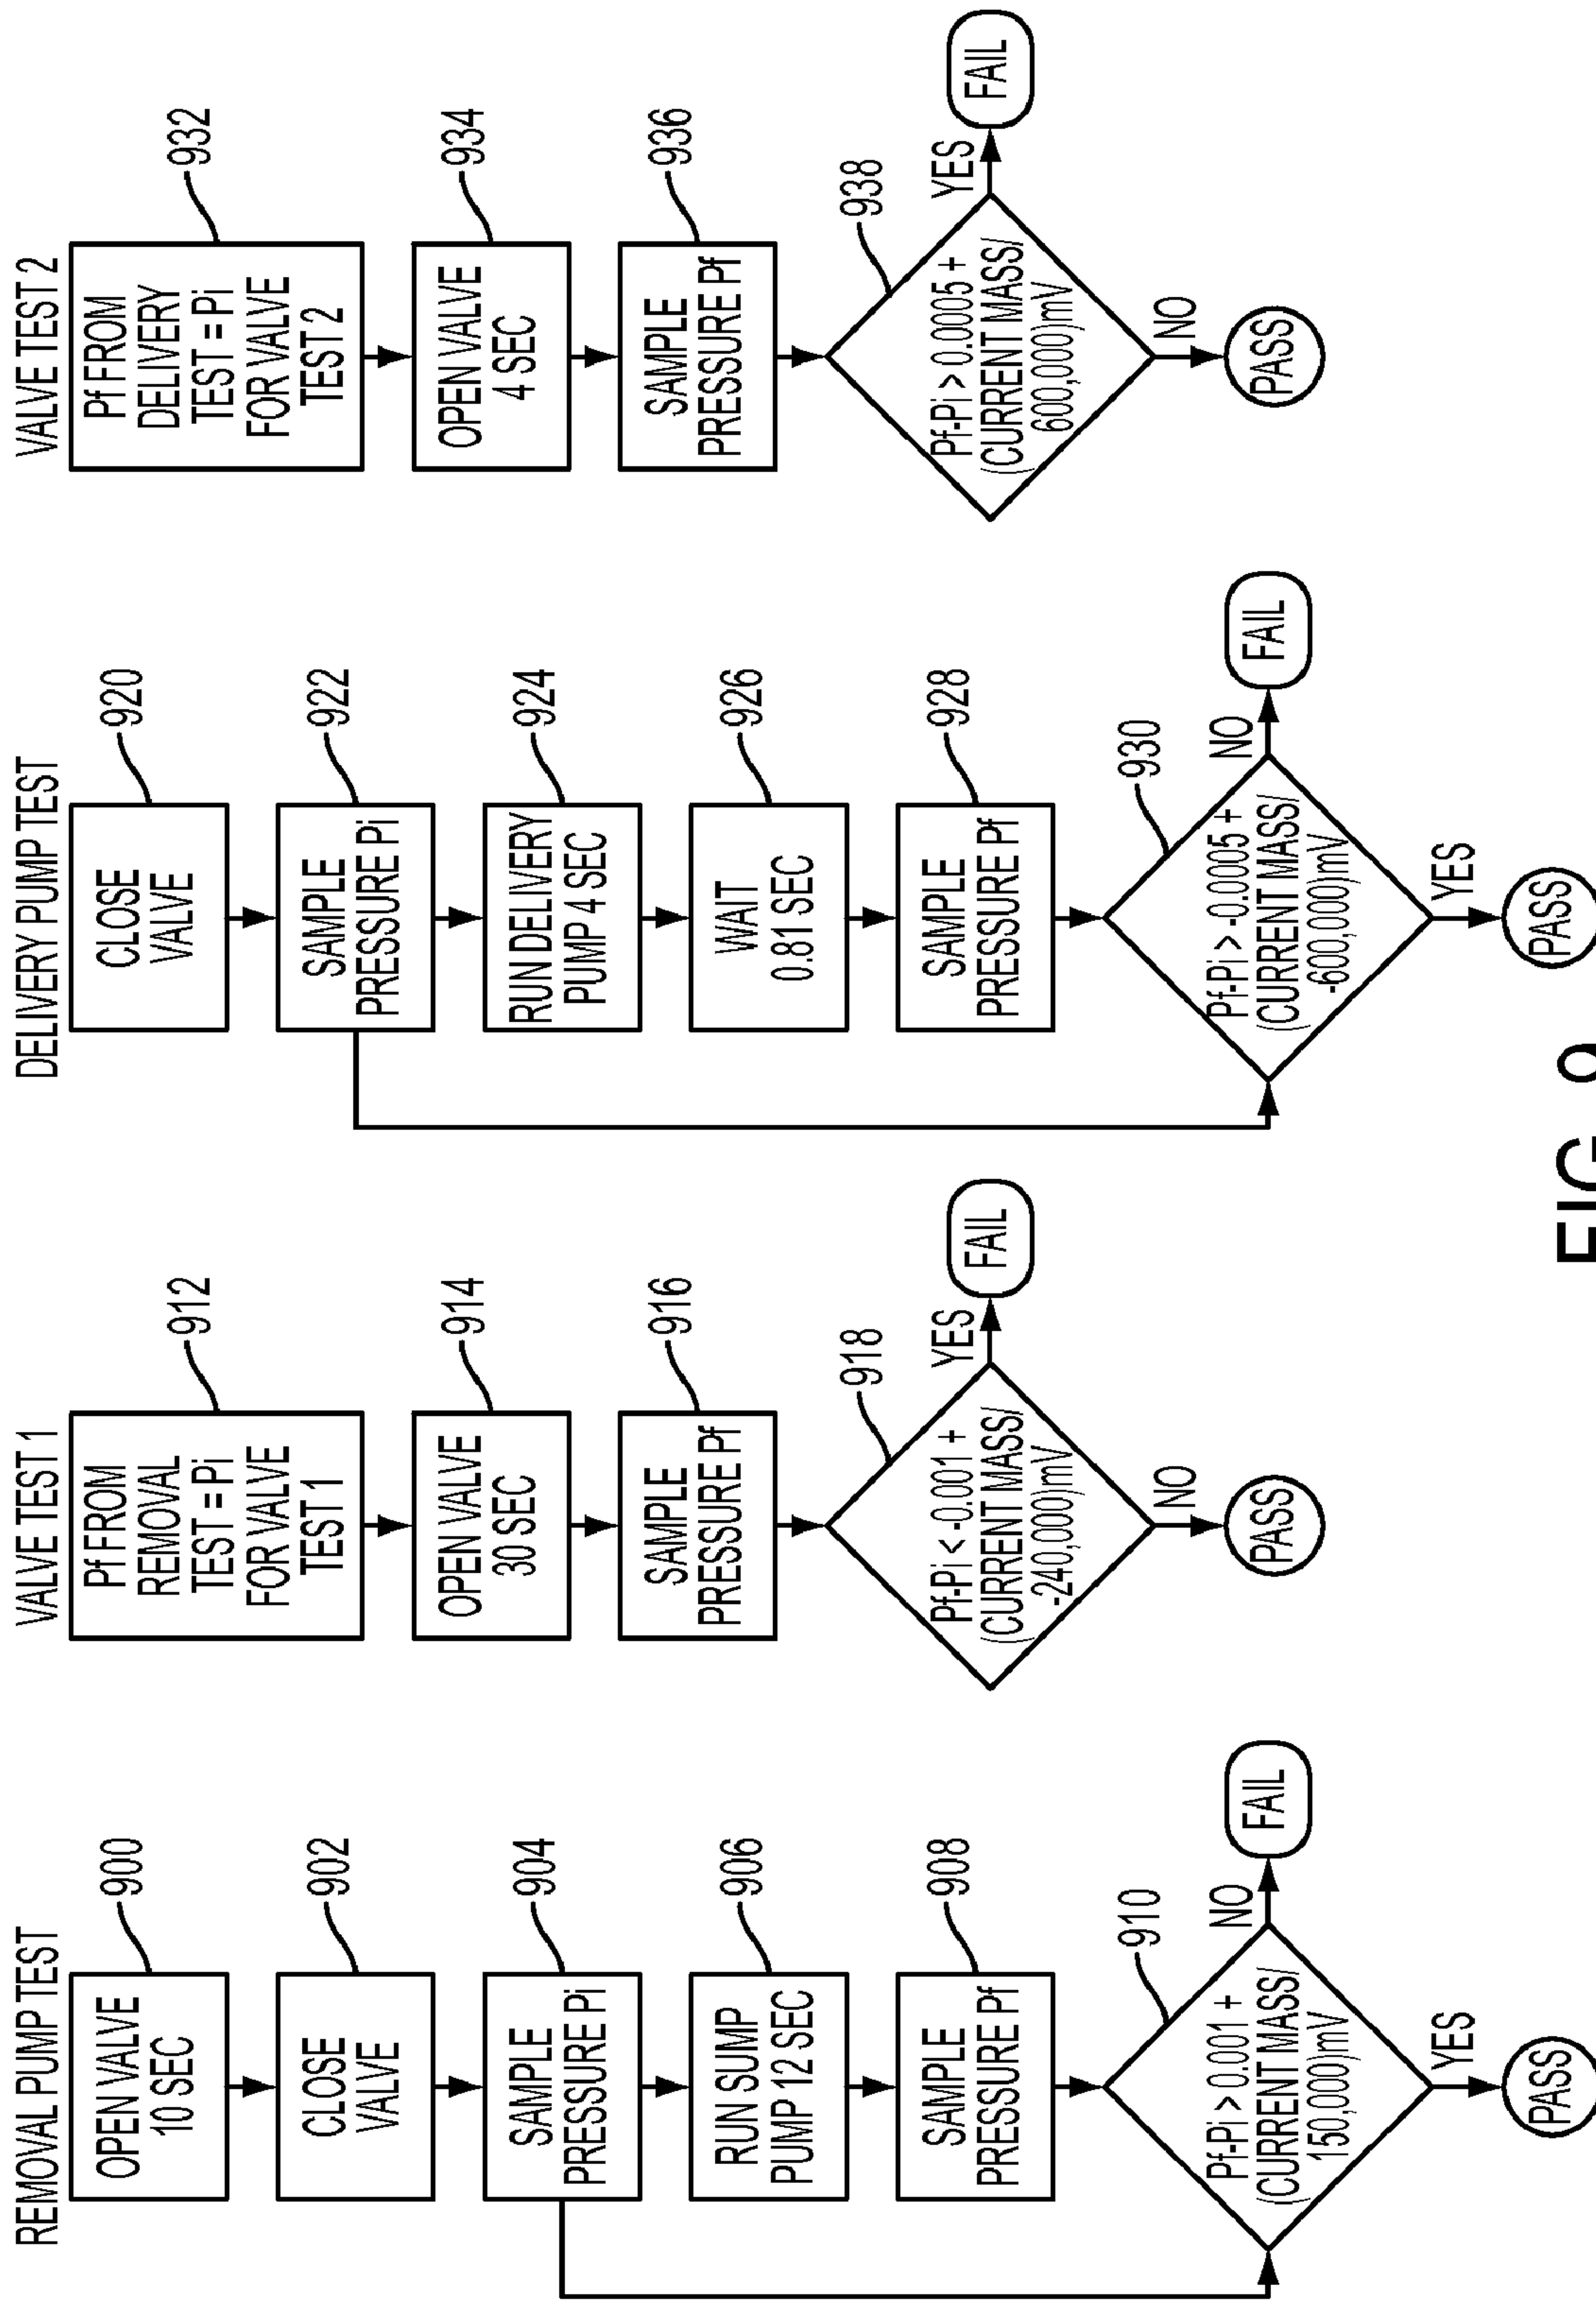 REMOVAL PUMP TEST
OPEN VALVE
10 SEC
900
CLOSE
VALVE
902
SAMPLE
PRESSURE Pi
904
RUN SUMP
PUMP 12 SEC
906
SAMPLE
PRESSURE Pf
908
Pf-Pi > 0.001 +
(CURRENT MASS/
150,000)mV
910
NO
FAIL
YES
PASS
VALVE TEST 1
Pf FROM
REMOVAL
TEST = Pi
FOR VALVE
TEST 1
912
OPEN VALVE
30 SEC
914
SAMPLE
PRESSURE Pf
916
Pf-Pi < -0.001 +
(CURRENT MASS/
-240,000)mV
918
YES
FAIL
NO
PASS
DELIVERY PUMP TEST
CLOSE
VALVE
920
SAMPLE
PRESSURE Pi
922
RUN DELIVERY
PUMP 4 SEC
924
WAIT
0.81 SEC
926
SAMPLE
PRESSURE Pf
928
Pf-Pi > -0.0005 +
(CURRENT MASS/
-600,000)mV
930
NO
FAIL
YES
PASS
VALVE TEST 2
Pf FROM
DELIVERY
TEST = Pi
FOR VALVE
TEST 2
932
OPEN VALVE
4 SEC
934
SAMPLE
PRESSURE Pf
936
Pf-Pi > 0.0005 +
(CURRENT MASS/
600,000)mV
938
YES
FAIL
NO
PASS
FIG.